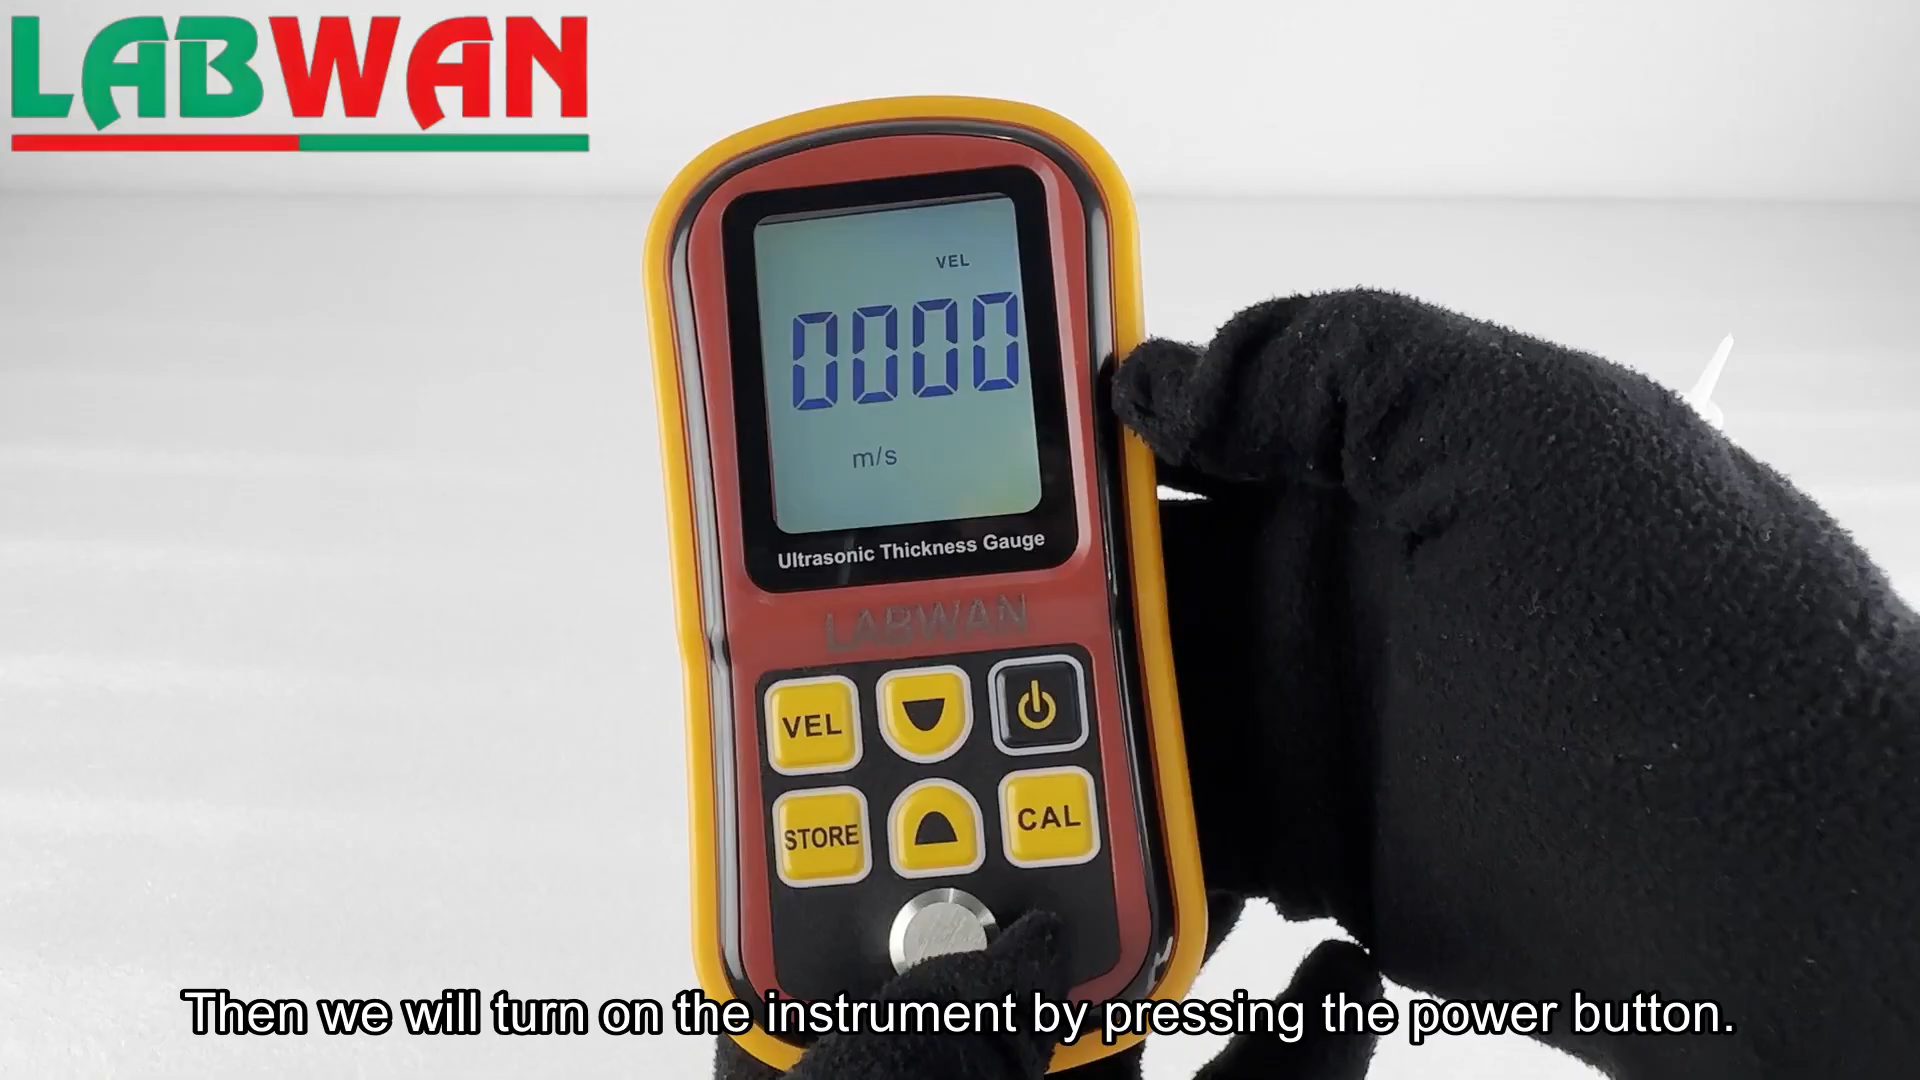 LABWAN
VEL
0000
m/s
Ultrasonic Thickness Gauge
LABWAN
VEL
STORE
CAL
Then we will turn on the instrument by pressing the power button.